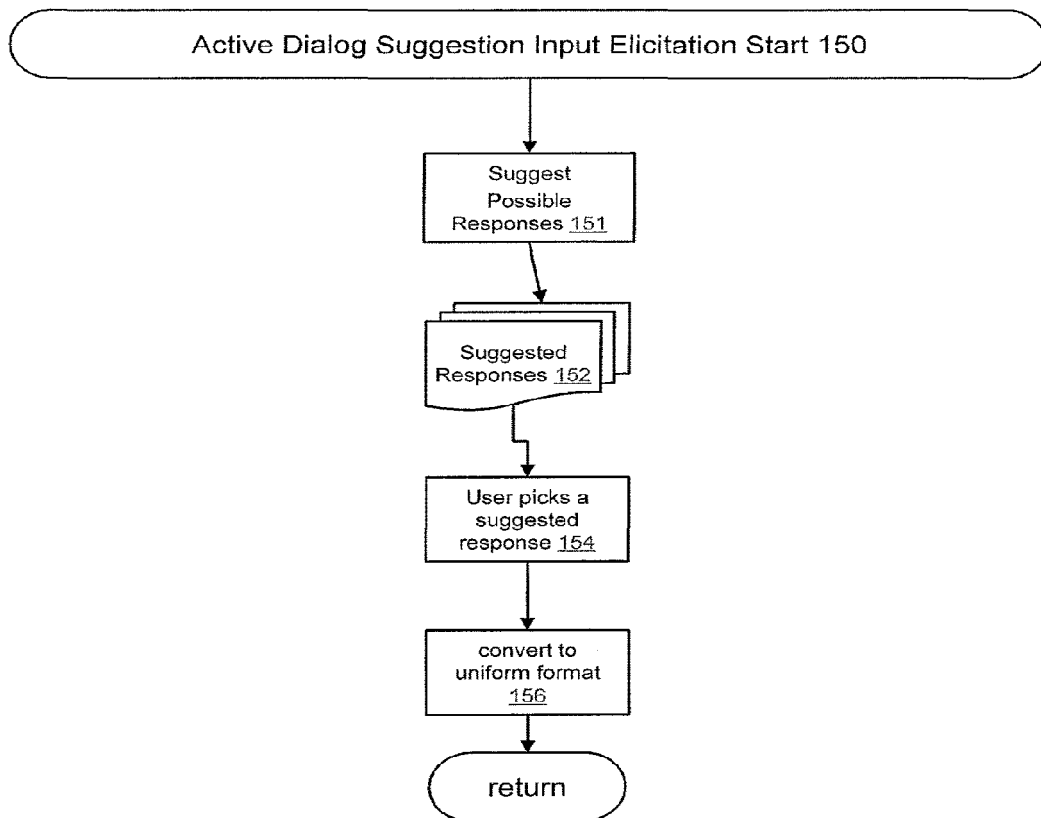 Active Dialog Suggestion Input Elicitation Start 150
Suggest
Possible
Responses 151
Suggested
Responses 152
User picks a
suggested
response 154
convert to
uniform format
156
return